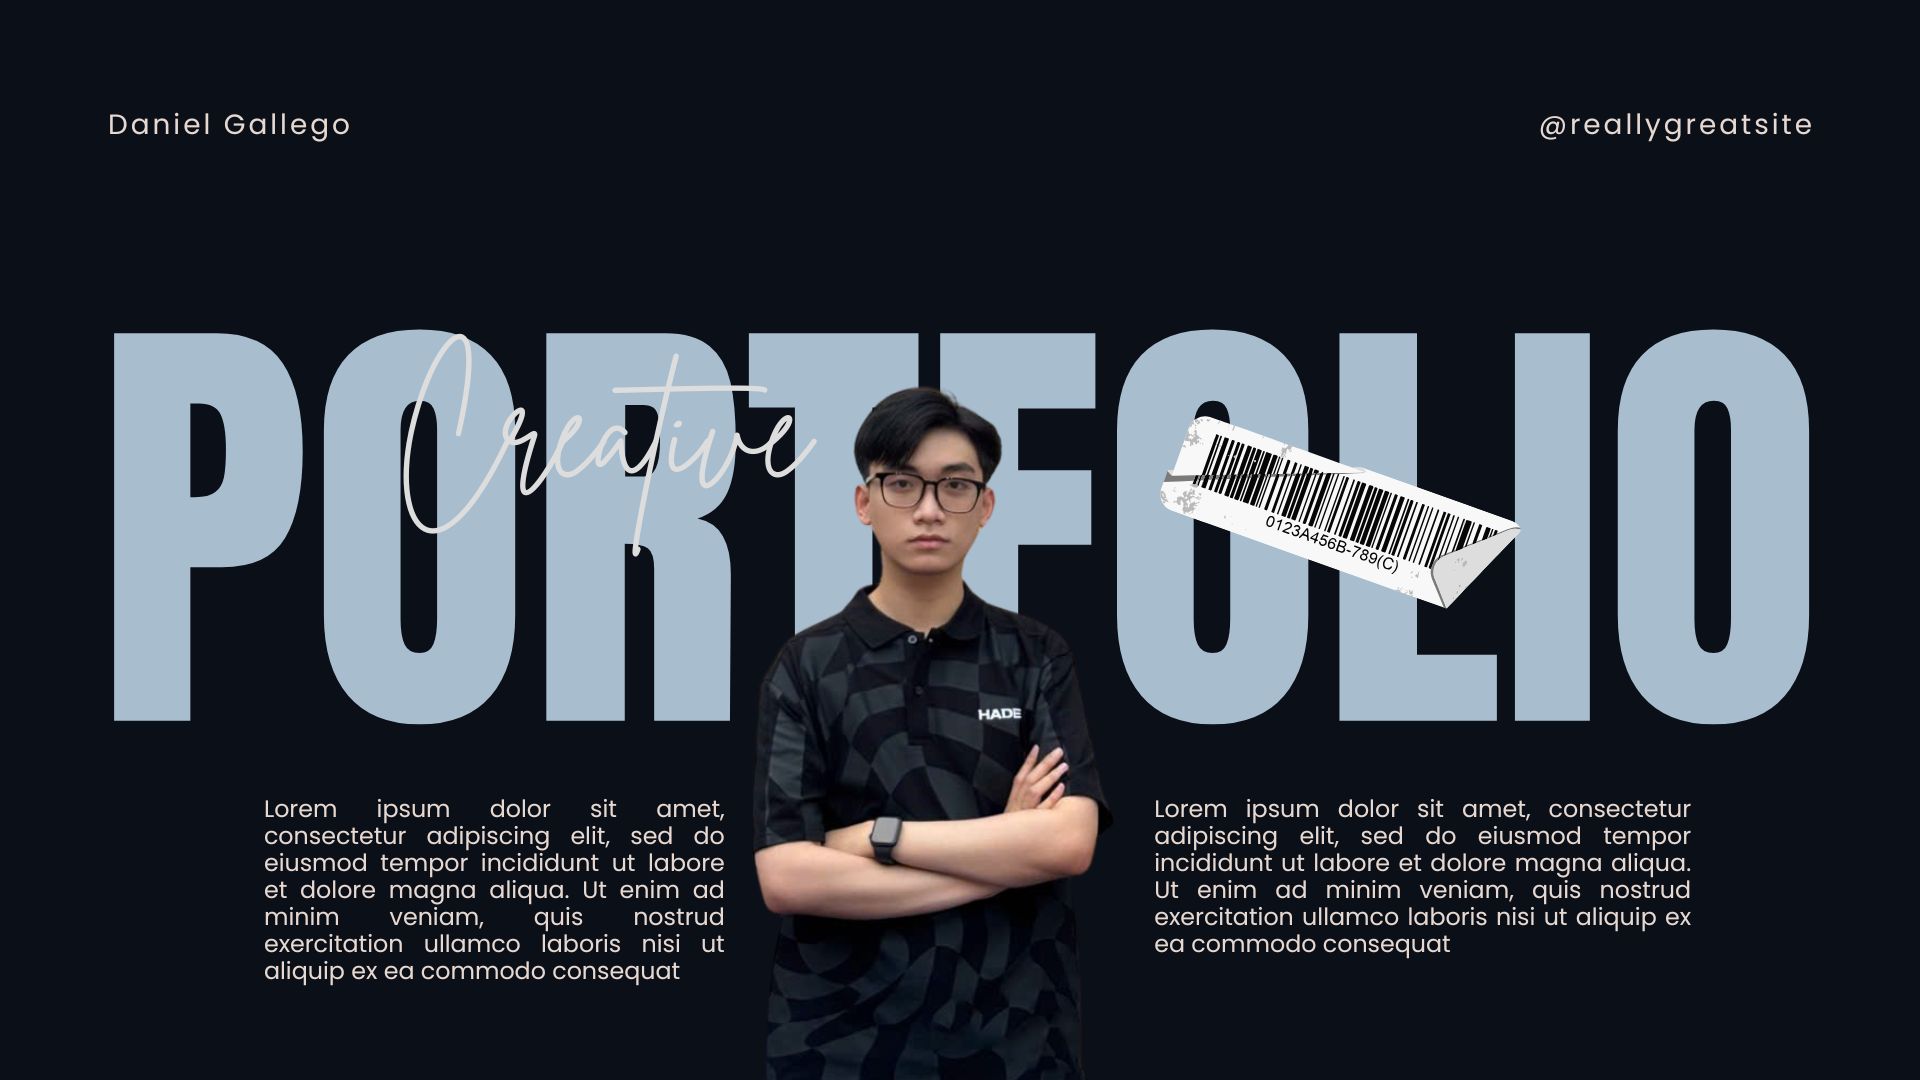 Daniel Gallego
@reallygreatsite
PORTFOLIO
Creative
0123A456B-789(C)
HADE
Lorem ipsum dolor sit amet,
consectetur adipiscing elit, sed do
eiusmod tempor incididunt ut labore
et dolore magna aliqua. Ut enim ad
minim veniam, quis nostrud
exercitation ullamco laboris nisi ut
aliquip ex ea commodo consequat
Lorem ipsum dolor sit amet, consectetur
adipiscing elit, sed do eiusmod tempor
incididunt ut labore et dolore magna aliqua.
Ut enim ad minim veniam, quis nostrud
exercitation ullamco laboris nisi ut aliquip ex
ea commodo consequat